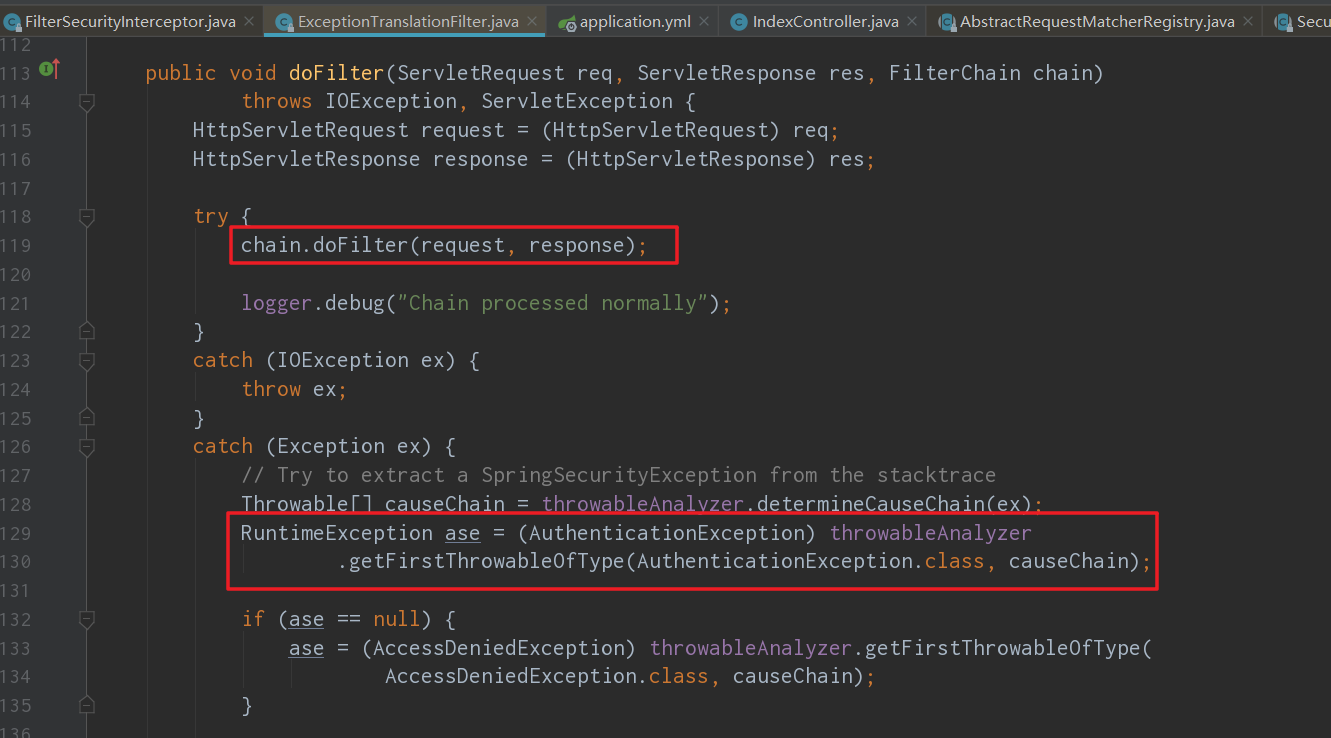 FilterSecurityInterceptor.java × ExceptionTranslationFilter.java × application.yml × IndexController.java × AbstractRequestMatcherRegistry.java × Secu
112
113 public void doFilter(ServletRequest req, ServletResponse res, FilterChain chain)
114 throws IOException, ServletException {
115 HttpServletRequest request = (HttpServletRequest) req;
116 HttpServletResponse response = (HttpServletResponse) res;
117
118 try {
119 chain.doFilter(request, response);
120
121 logger.debug("Chain processed normally");
122 }
123 catch (IOException ex) {
124 throw ex;
125 }
126 catch (Exception ex) {
127 // Try to extract a SpringSecurityException from the stacktrace
128 Throwable[] causeChain = throwableAnalyzer.determineCauseChain(ex);
129 RuntimeException ase = (AuthenticationException) throwableAnalyzer
130 .getFirstThrowableOfType(AuthenticationException.class, causeChain);
131
132 if (ase == null) {
133 ase = (AccessDeniedException) throwableAnalyzer.getFirstThrowableOfType(
134 AccessDeniedException.class, causeChain);
135 }
136